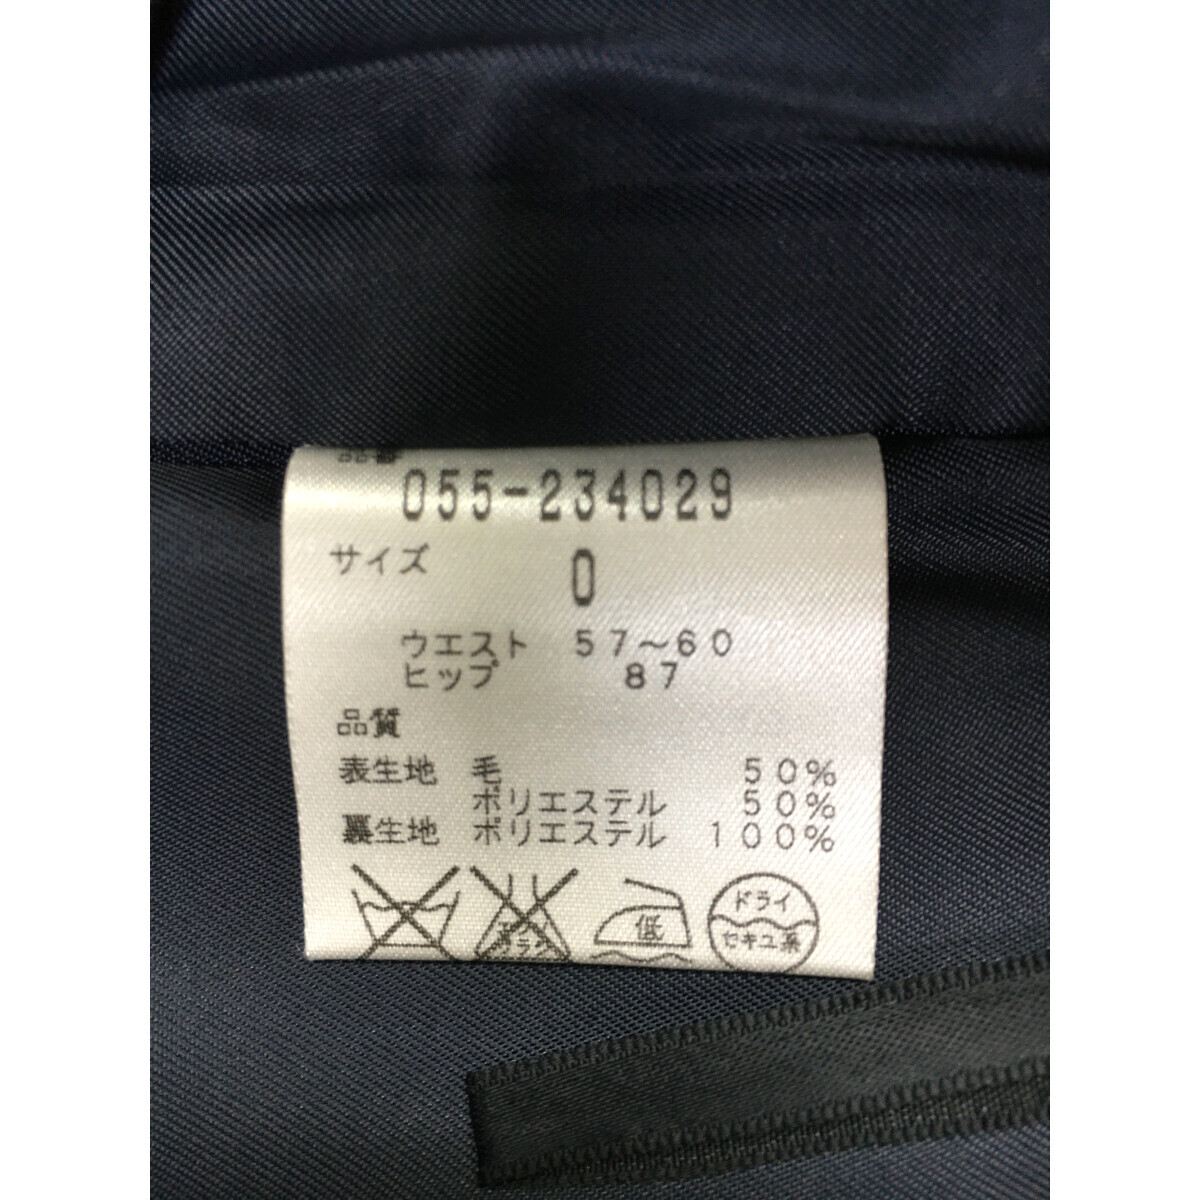 品番
055-234029
サイズ 0
ウエスト 57~60
ヒップ 87
品質
表生地 毛 50%
ポリエステル 50%
裏生地 ポリエステル 100%
低
ドライ
セキユ系